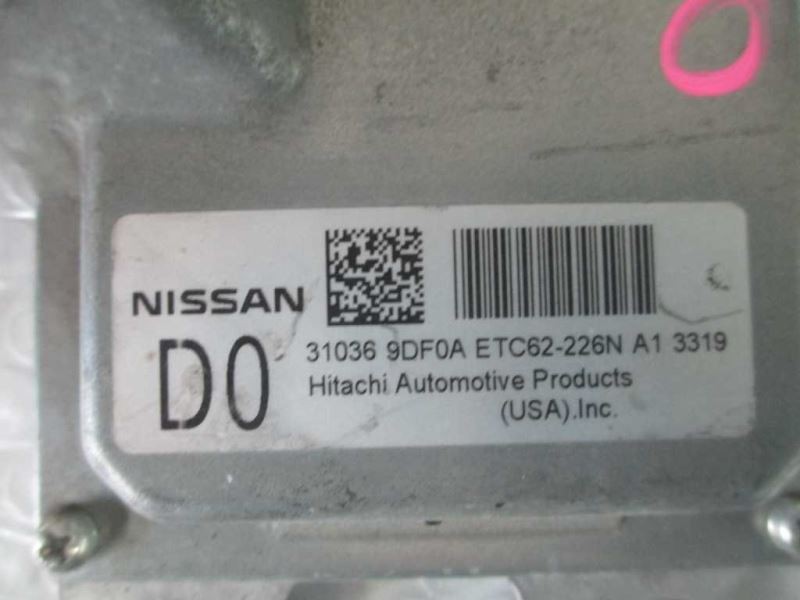 NISSAN
D0
31036 9DF0A ETC62-226N A1 3319
Hitachi Automotive Products
(USA).Inc.